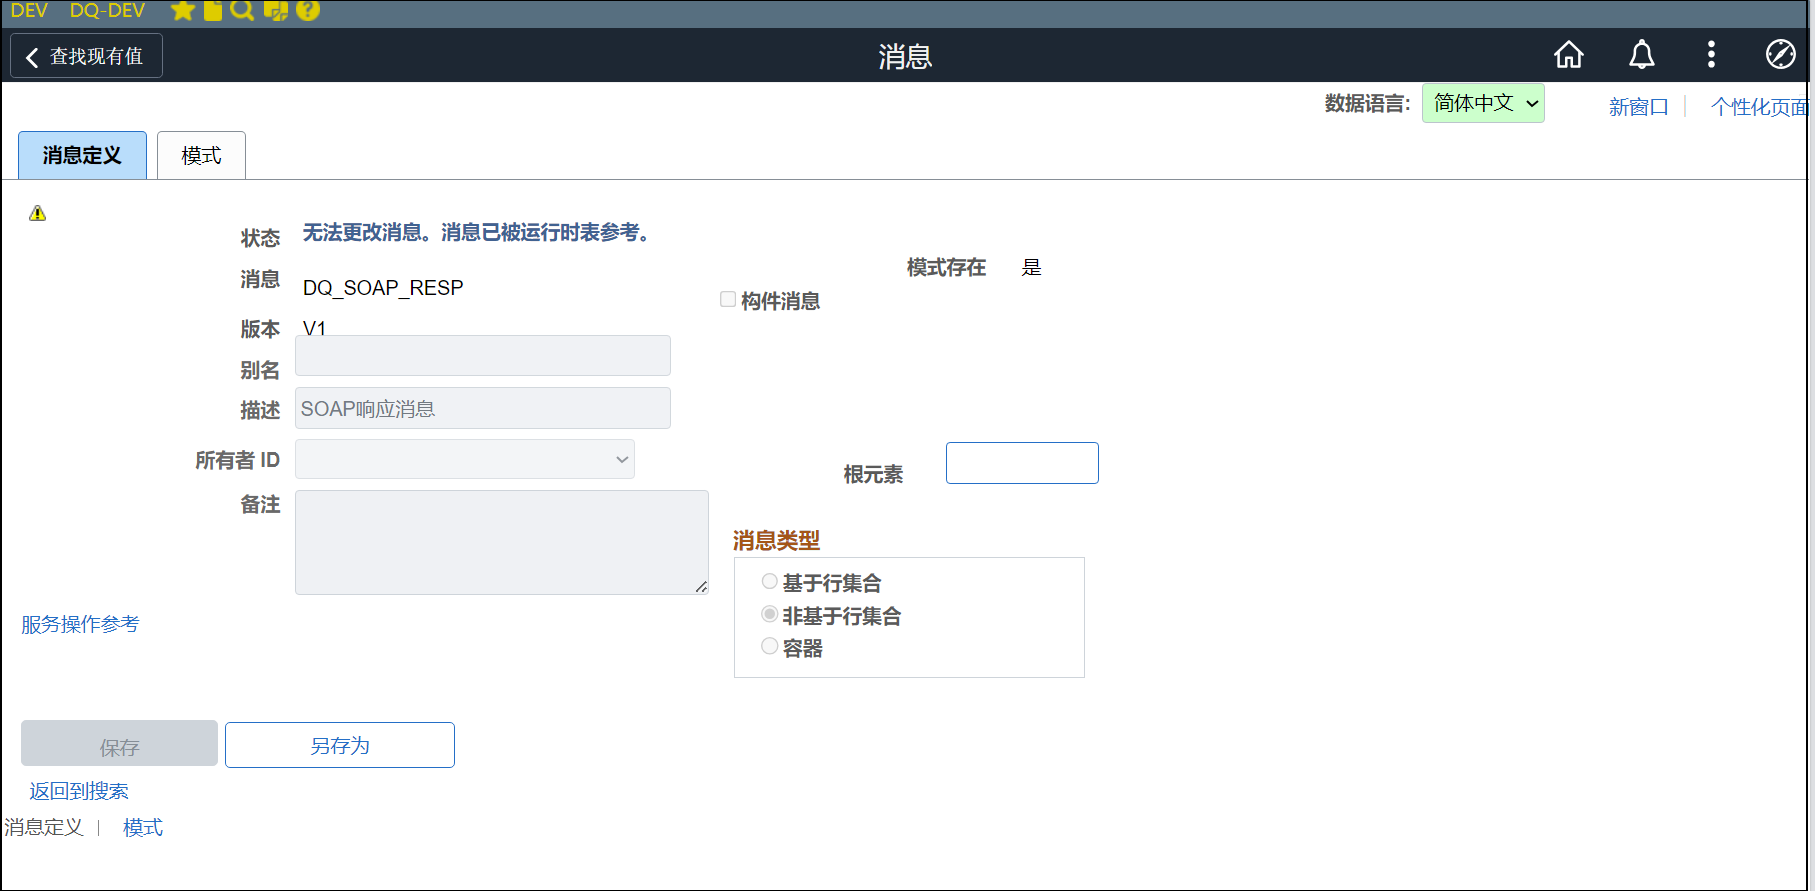 DEV DQ-DEV
查找现有值
消息
数据语言: 简体中文
新窗口
个性化页面
消息定义
模式
状态 无法更改消息。消息已被运行时表参考。
消息 DQ_SOAP_RESP
模式存在 是
构件消息
版本 V1
别名
描述 SOAP响应消息
所有者 ID
根元素
备注
消息类型
基于行集合
非基于行集合
容器
服务操作参考
保存
另存为
返回到搜索
消息定义 | 模式